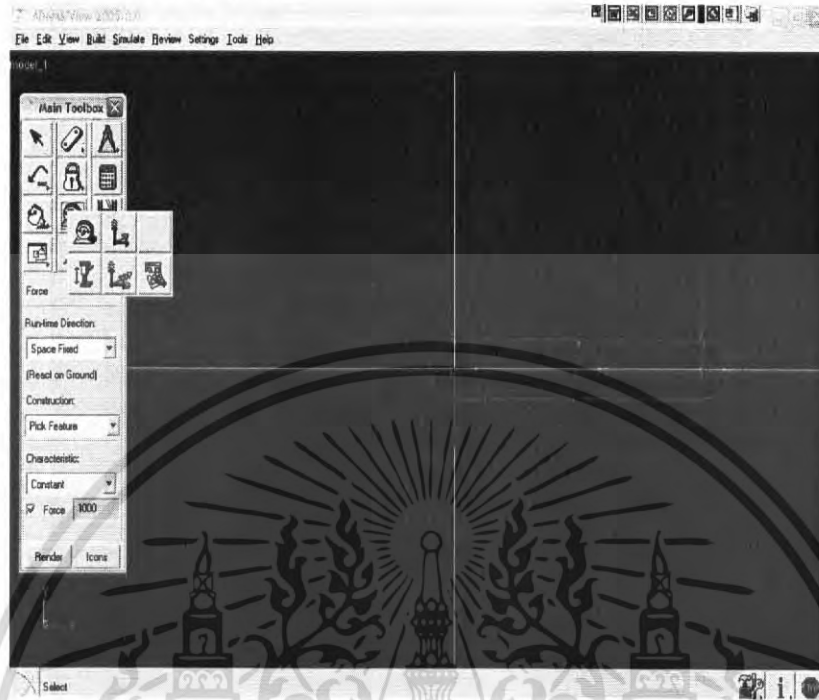 File Edit View Build Simulate Review Settings Tools Help
model_1
Main Toolbox
Force
Run-time Direction:
Space Fixed
(React on Ground)
Construction:
Pick Feature
Characteristic:
Constant
Force 1000
Render Icons
Select